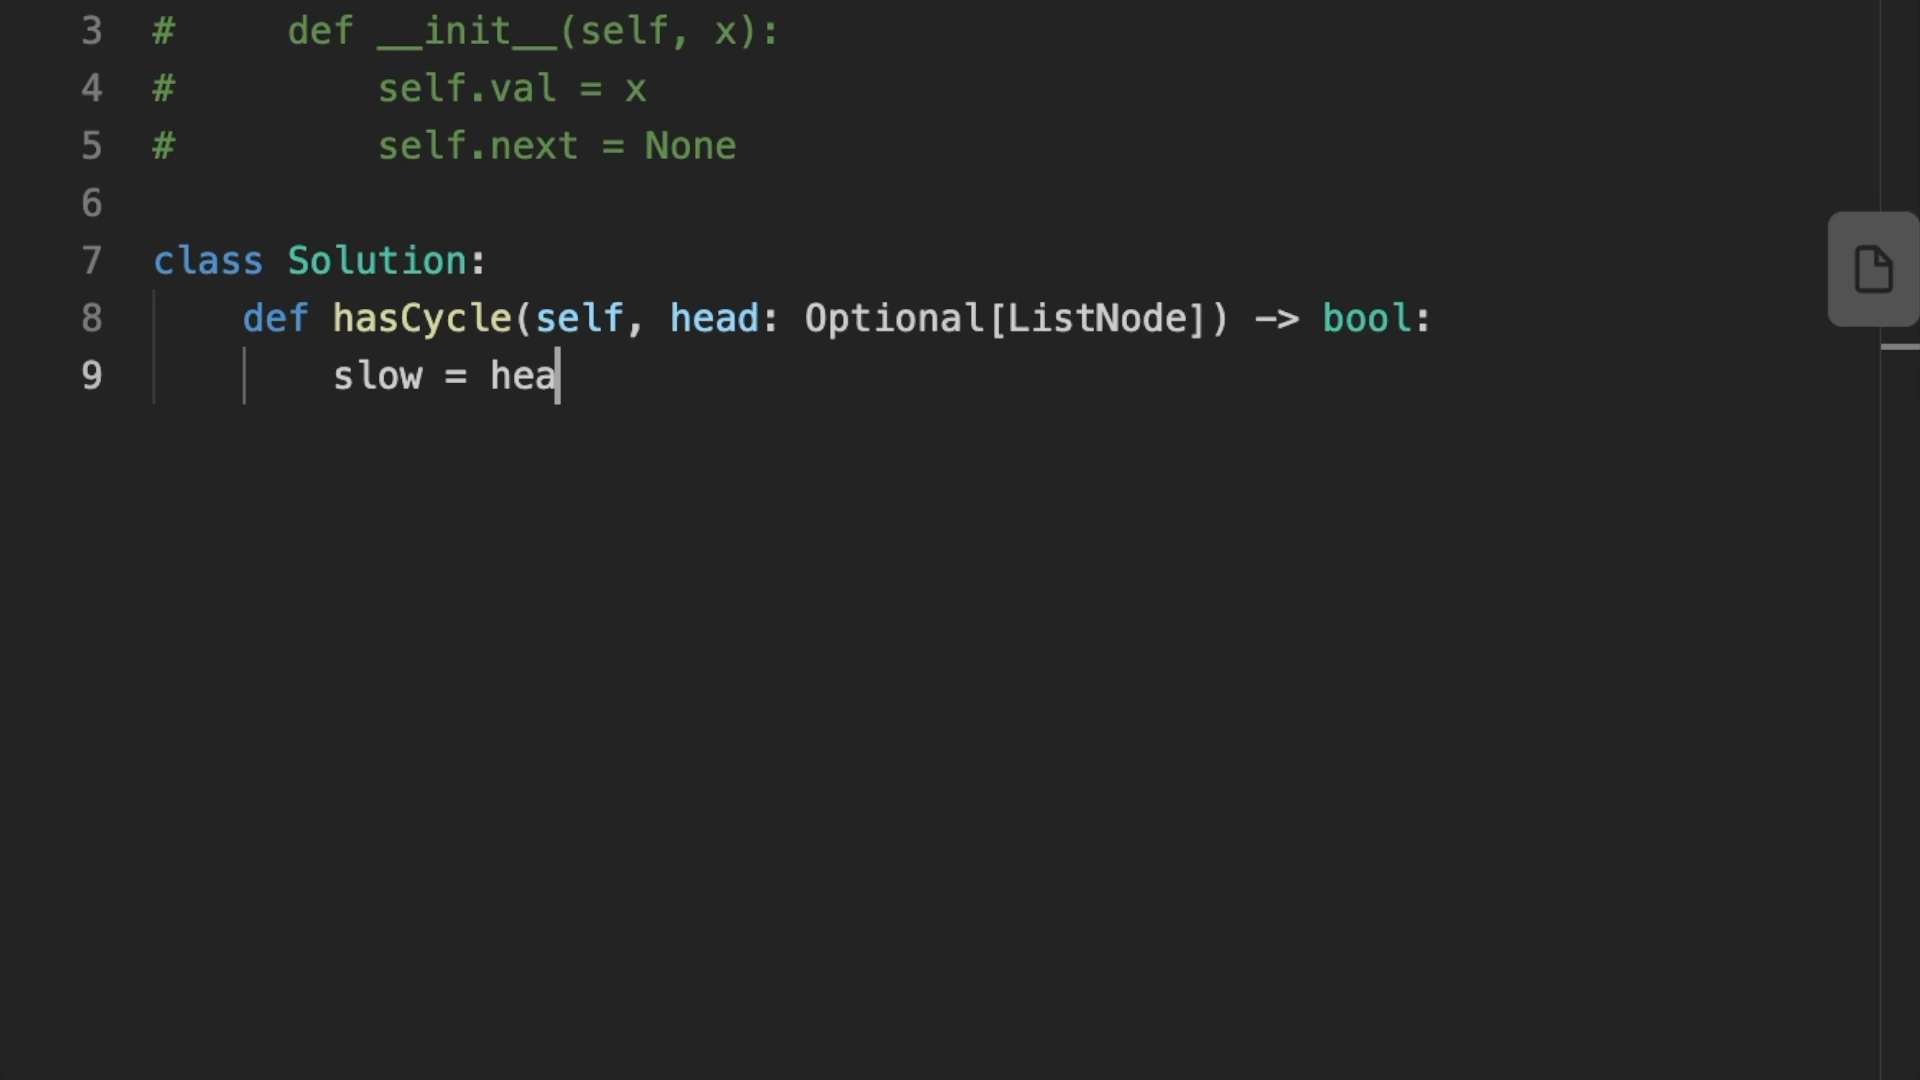 3 #     def __init__(self, x):
4 #         self.val = x
5 #         self.next = None
6
7 class Solution:
8     def hasCycle(self, head: Optional[ListNode]) -> bool:
9         slow = hea